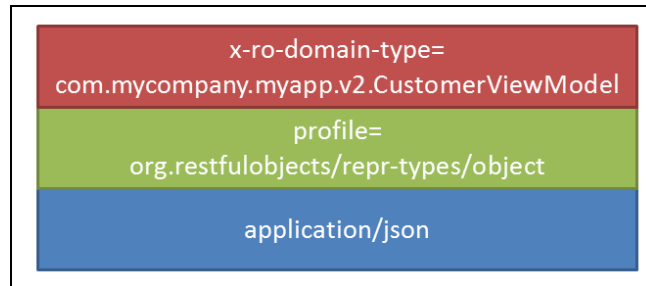 x-ro-domain-type=
com.mycompany.myapp.v2.CustomerViewModel
profile=
org.restfulobjects/repr-types/object
application/json